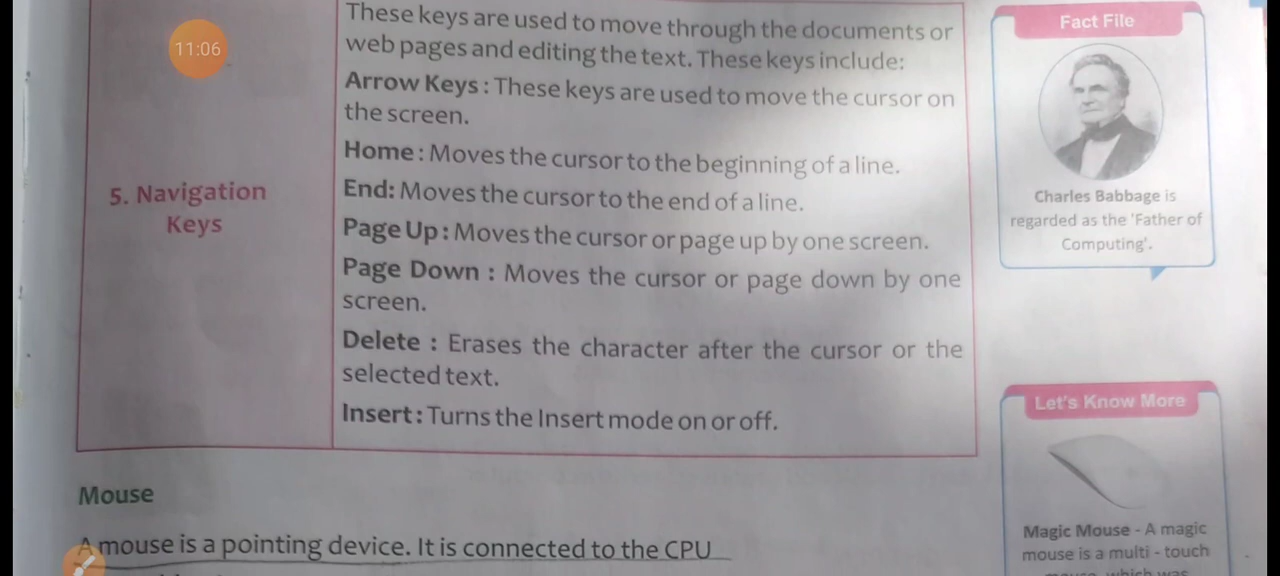 11:06
5. Navigation
Keys
These keys are used to move through the documents or
web pages and editing the text. These keys include:
Arrow Keys : These keys are used to move the cursor on
the screen.
Home : Moves the cursor to the beginning of a line.
End: Moves the cursor to the end of a line.
Page Up : Moves the cursor or page up by one screen.
Page Down : Moves the cursor or page down by one
screen.
Delete : Erases the character after the cursor or the
selected text.
Insert : Turns the Insert mode on or off.
Mouse
A mouse is a pointing device. It is connected to the CPU
Fact File
Charles Babbage is
regarded as the 'Father of
Computing'.
Let's Know More
Magic Mouse - A magic
mouse is a multi - touch
mouse, which was